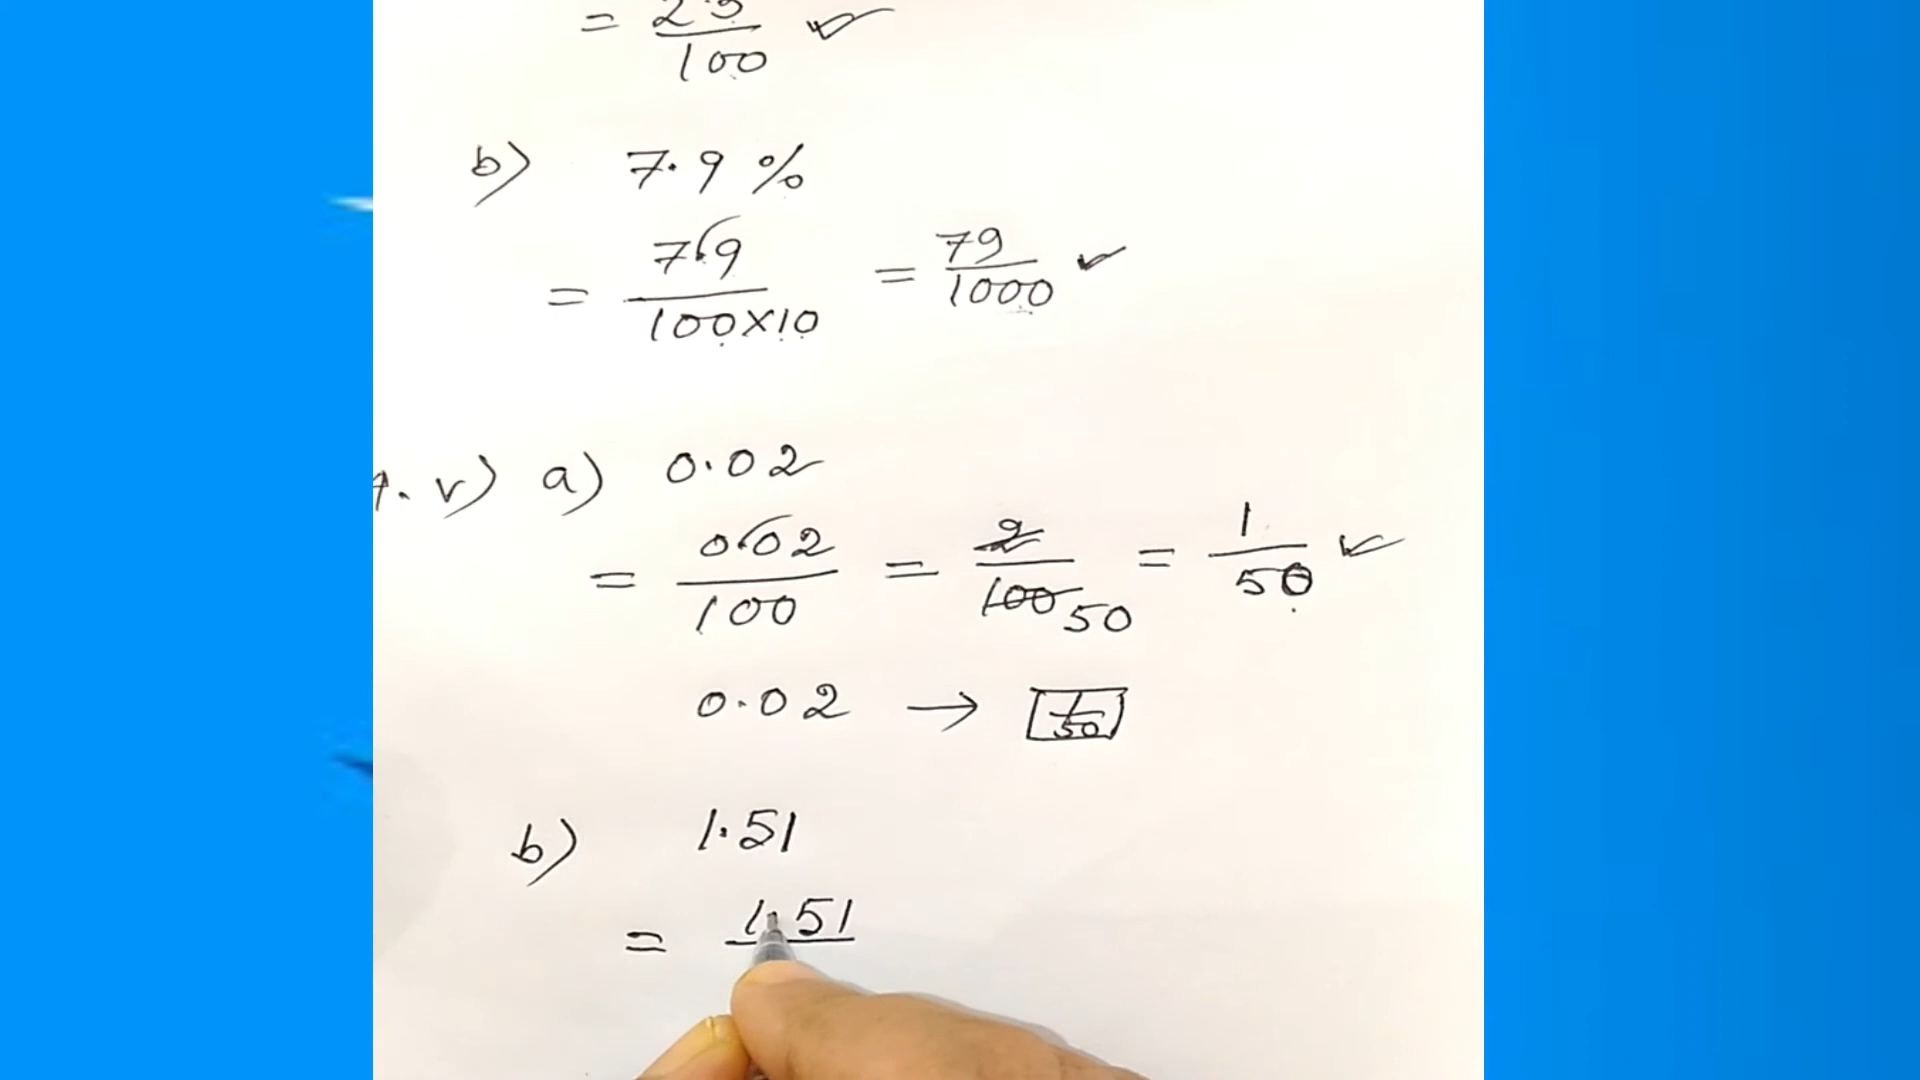 = 23/100 ✓
b) 7.9 %
= 7.9/100×10 = 79/1000 ✓
v) a) 0.02
= 0.02/100 = 2/100 50 = 1/50 ✓
0.02 → 1/50
b) 1.51
= 1.51